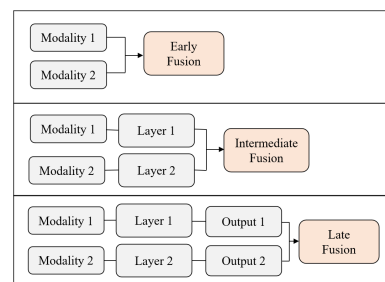 Modality 1
Modality 2
Early
Fusion
Modality 1
Layer 1
Modality 2
Layer 2
Intermediate
Fusion
Modality 1
Layer 1
Output 1
Modality 2
Layer 2
Output 2
Late
Fusion